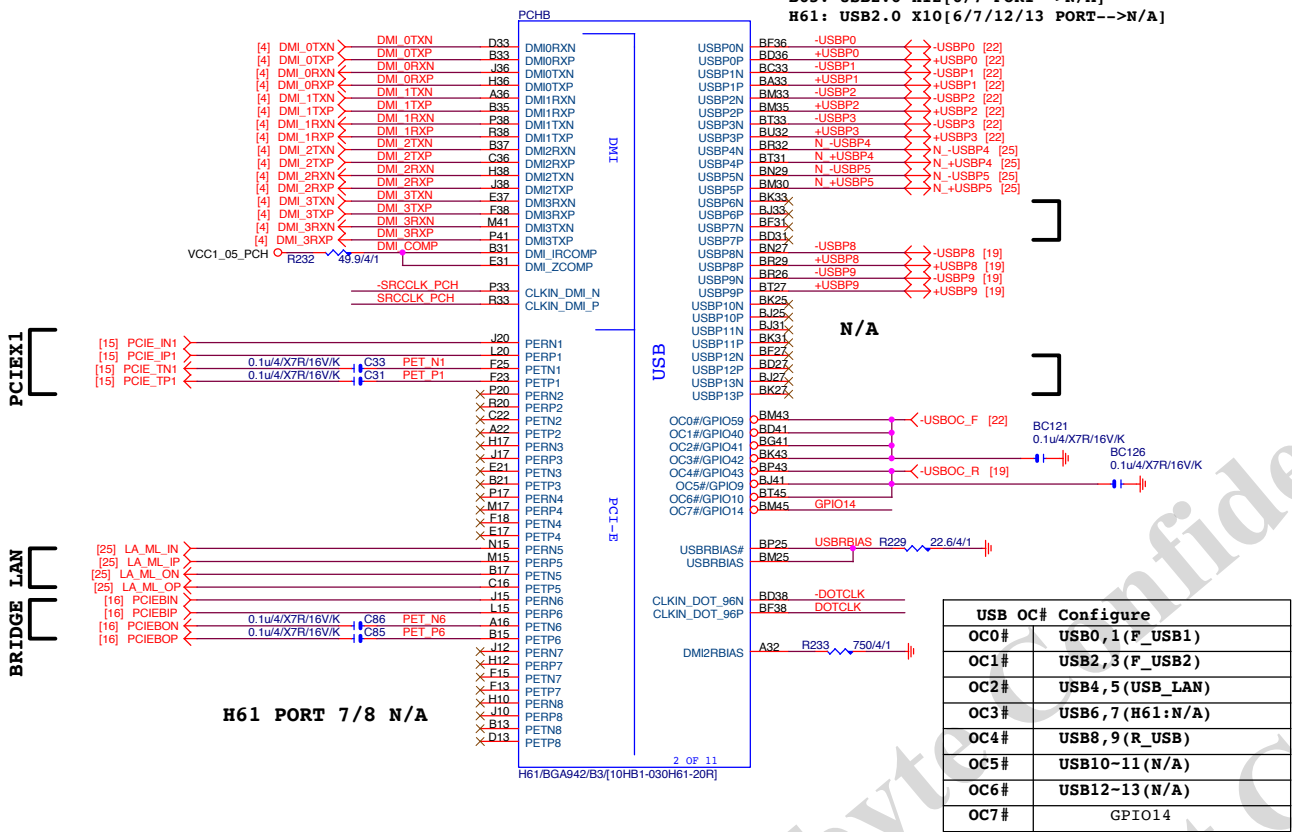 H61: USB2.0 X10[6/7/12/13 PORT-->N/A]
PCHB
[4] DMI_0TXN DMI_0TXN D33 DMI0RXN USBP0N BF36 -USBP0 -USBP0 [22]
[4] DMI_0TXP DMI_0TXP B33 DMI0RXP USBP0P BD36 +USBP0 +USBP0 [22]
[4] DMI_0RXN DMI_0RXN J36 DMI0TXN USBP1N BC33 -USBP1 -USBP1 [22]
[4] DMI_0RXP DMI_0RXP H36 DMI0TXP USBP1P BA33 +USBP1 +USBP1 [22]
[4] DMI_1TXN DMI_1TXN A36 DMI1RXN USBP2N BM33 -USBP2 -USBP2 [22]
[4] DMI_1TXP DMI_1TXP B35 DMI1RXP USBP2P BM35 +USBP2 +USBP2 [22]
[4] DMI_1RXN DMI_1RXN P38 DMI1TXN USBP3N BT33 -USBP3 -USBP3 [22]
[4] DMI_1RXP DMI_1RXP R38 DMI1TXP USBP3P BU32 +USBP3 +USBP3 [22]
[4] DMI_2TXN DMI_2TXN B37 DMI2RXN USBP4N BR32 N_-USBP4 N_-USBP4 [25]
[4] DMI_2TXP DMI_2TXP C36 DMI2RXP USBP4P BT31 N_+USBP4 N_+USBP4 [25]
[4] DMI_2RXN DMI_2RXN H38 DMI2TXN USBP5N BN29 N_-USBP5 N_-USBP5 [25]
[4] DMI_2RXP DMI_2RXP J38 DMI2TXP USBP5P BM30 N_+USBP5 N_+USBP5 [25]
[4] DMI_3TXN DMI_3TXN E37 DMI3RXN USBP6N BK33
[4] DMI_3TXP DMI_3TXP F38 DMI3RXP USBP6P BJ33
[4] DMI_3RXN DMI_3RXN M41 DMI3TXN USBP7N BF31
[4] DMI_3RXP DMI_3RXP P41 DMI3TXP USBP7P BD31
VCC1_05_PCH R232 49.9/4/1 DMI_COMP B31 DMI_IRCOMP USBP8N BN27 -USBP8 -USBP8 [19]
E31 DMI_ZCOMP USBP8P BR29 +USBP8 +USBP8 [19]
USBP9N BR26 -USBP9 -USBP9 [19]
-SRCCLK_PCH P33 CLKIN_DMI_N USBP9P BT27 +USBP9 +USBP9 [19]
SRCCLK_PCH R33 CLKIN_DMI_P USBP10N BK25
USBP10P BJ25
DMI
USB
PCI-E
N/A
PCIEX1
[15] PCIE_IN1 J20 PERN1 USBP11N BJ31
[15] PCIE_IP1 L20 PERP1 USBP11P BK31
[15] PCIE_TN1 0.1u/4/X7R/16V/K C33 PET_N1 F25 PETN1 USBP12N BF27
[15] PCIE_TP1 0.1u/4/X7R/16V/K C31 PET_P1 F23 PETP1 USBP12P BD27
P20 PERN2 USBP13N BJ27
R20 PERP2 USBP13P BK27
C22 PETN2 OC0#/GPIO59 BM43 -USBOC_F [22]
A22 PETP2 OC1#/GPIO40 BD41
H17 PERN3 OC2#/GPIO41 BG41
J17 PERP3 OC3#/GPIO42 BK43
BC121
0.1u/4/X7R/16V/K
E21 PETN3 OC4#/GPIO43 BP43 -USBOC_R [19]
B21 PETP3 OC5#/GPIO9 BJ41
BC126
0.1u/4/X7R/16V/K
P17 PERN4 OC6#/GPIO10 BT45
M17 PERP4 OC7#/GPIO14 BM45 GPIO14
F18 PETN4
E17 PETP4
LAN
[25] LA_ML_IN N15 PERN5 USBRBIAS# BP25 USBRBIAS R229 22.6/4/1
[25] LA_ML_IP M15 PERP5 USBRBIAS BM25
[25] LA_ML_ON B17 PETN5
[25] LA_ML_OP C16 PETP5
BRIDGE
[16] PCIEBIN J15 PERN6 CLKIN_DOT_96N BD38 -DOTCLK
[16] PCIEBIP L15 PERP6 CLKIN_DOT_96P BF38 DOTCLK
[16] PCIEBON 0.1u/4/X7R/16V/K C86 PET_N6 A16 PETN6
[16] PCIEBOP 0.1u/4/X7R/16V/K C85 PET_P6 B15 PETP6
J12 PERN7 DMI2RBIAS A32 R233 750/4/1
H12 PERP7
F15 PETN7
F13 PETP7
H10 PERN8
J10 PERP8
B13 PETN8
D13 PETP8
H61 PORT 7/8 N/A
2 OF 11
H61/BGA942/B3/[10HB1-030H61-20R]
USB OC# Configure
OC0# USB0,1(F_USB1)
OC1# USB2,3(F_USB2)
OC2# USB4,5(USB_LAN)
OC3# USB6,7(H61:N/A)
OC4# USB8,9(R_USB)
OC5# USB10~11(N/A)
OC6# USB12~13(N/A)
OC7# GPIO14